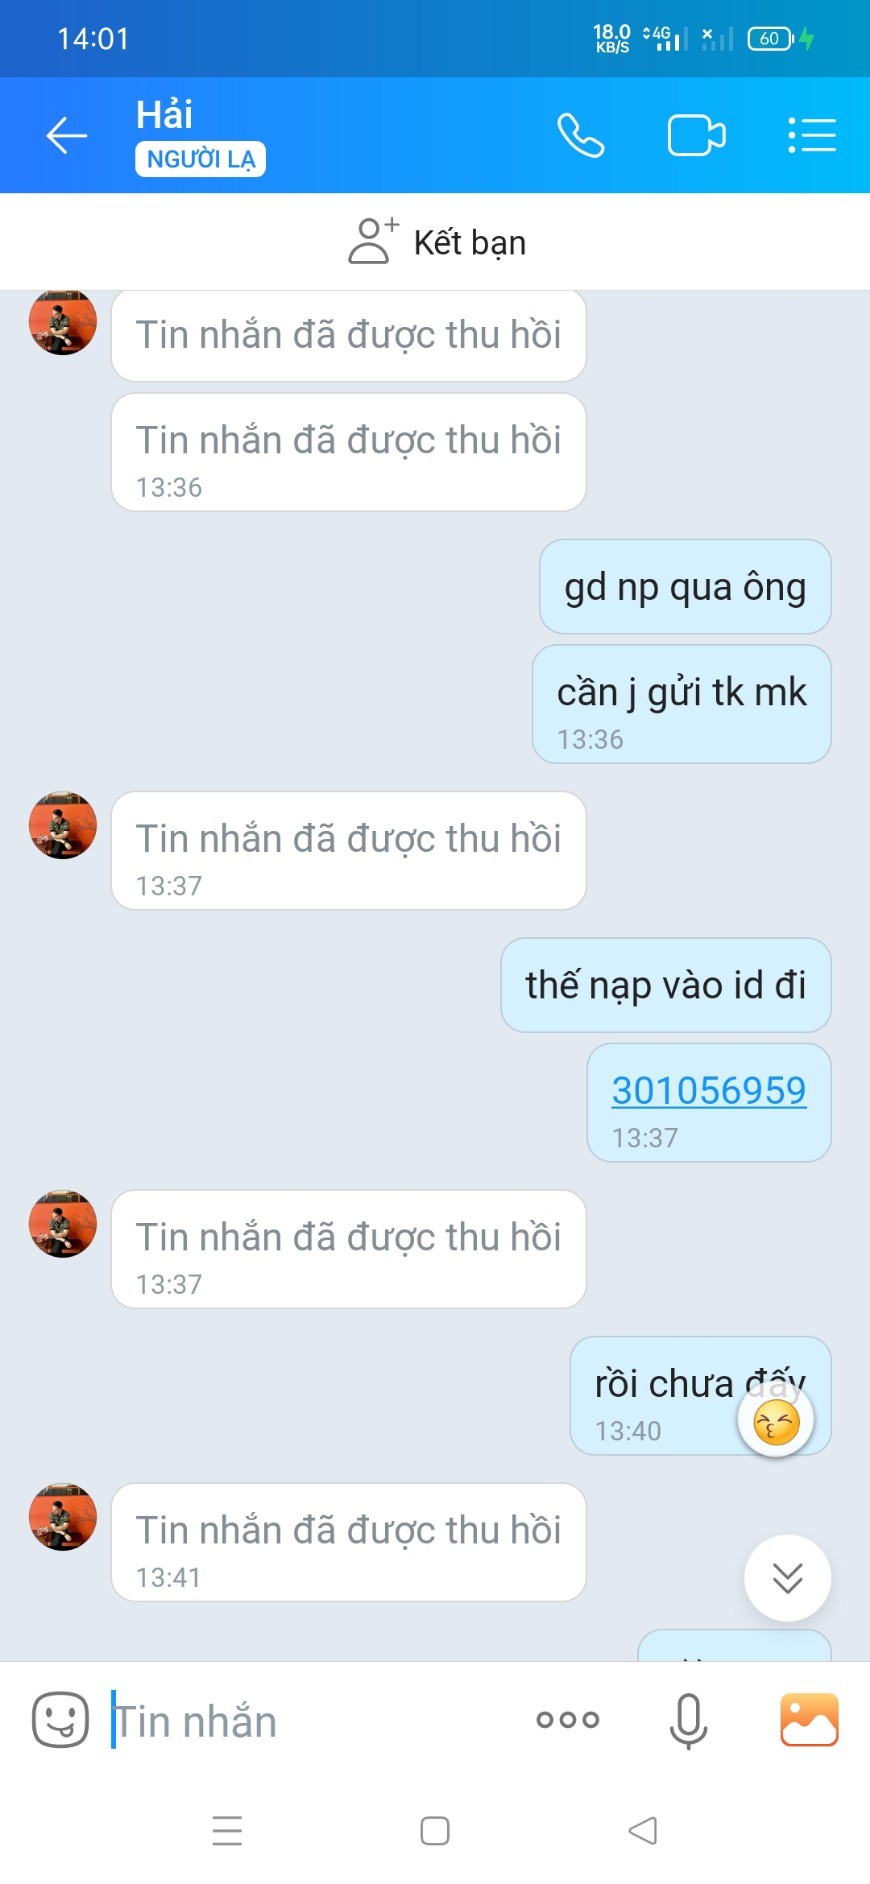 14:01
18.0 KB/S
4G
60
Hải
NGƯỜI LẠ
Kết bạn
Tin nhắn đã được thu hồi
Tin nhắn đã được thu hồi
13:36
gd np qua ông
cần j gửi tk mk
13:36
Tin nhắn đã được thu hồi
13:37
thế nạp vào id đi
301056959
13:37
Tin nhắn đã được thu hồi
13:37
rồi chưa đấy
13:40
Tin nhắn đã được thu hồi
13:41
Tin nhắn